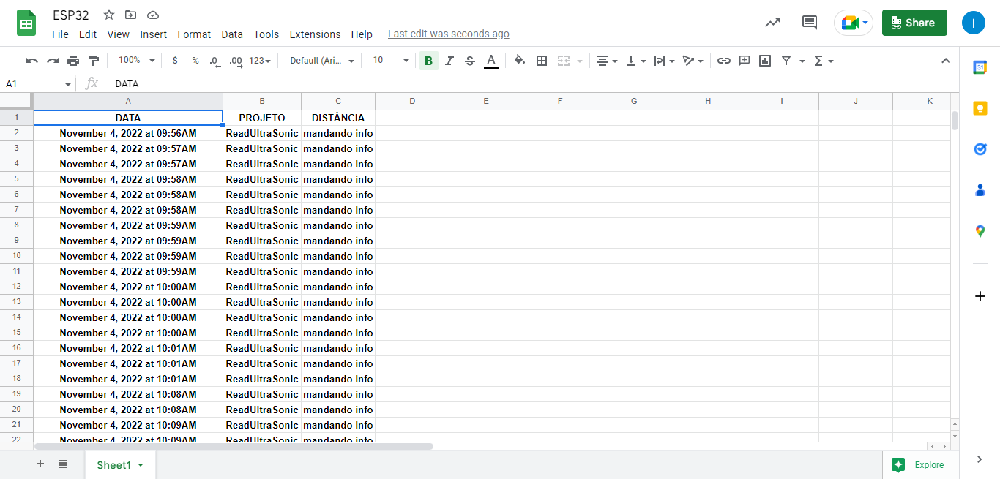 ESP32
File Edit View Insert Format Data Tools Extensions Help Last edit was seconds ago
Share
I
100% $ % .0 .00 123 Default (Ari... 10 B I S A
31
A1 fx DATA
A B C D E F G H I J K
1 DATA PROJETO DISTÂNCIA
2 November 4, 2022 at 09:56AM ReadUltraSonic mandando info
3 November 4, 2022 at 09:57AM ReadUltraSonic mandando info
4 November 4, 2022 at 09:57AM ReadUltraSonic mandando info
5 November 4, 2022 at 09:58AM ReadUltraSonic mandando info
6 November 4, 2022 at 09:58AM ReadUltraSonic mandando info
7 November 4, 2022 at 09:58AM ReadUltraSonic mandando info
8 November 4, 2022 at 09:59AM ReadUltraSonic mandando info
9 November 4, 2022 at 09:59AM ReadUltraSonic mandando info
10 November 4, 2022 at 09:59AM ReadUltraSonic mandando info
11 November 4, 2022 at 09:59AM ReadUltraSonic mandando info
12 November 4, 2022 at 10:00AM ReadUltraSonic mandando info
13 November 4, 2022 at 10:00AM ReadUltraSonic mandando info
14 November 4, 2022 at 10:00AM ReadUltraSonic mandando info
15 November 4, 2022 at 10:00AM ReadUltraSonic mandando info
16 November 4, 2022 at 10:01AM ReadUltraSonic mandando info
17 November 4, 2022 at 10:01AM ReadUltraSonic mandando info
18 November 4, 2022 at 10:01AM ReadUltraSonic mandando info
19 November 4, 2022 at 10:08AM ReadUltraSonic mandando info
20 November 4, 2022 at 10:08AM ReadUltraSonic mandando info
21 November 4, 2022 at 10:09AM ReadUltraSonic mandando info
22 November 4, 2022 at 10:09AM ReadUltraSonic mandando info
Sheet1
Explore